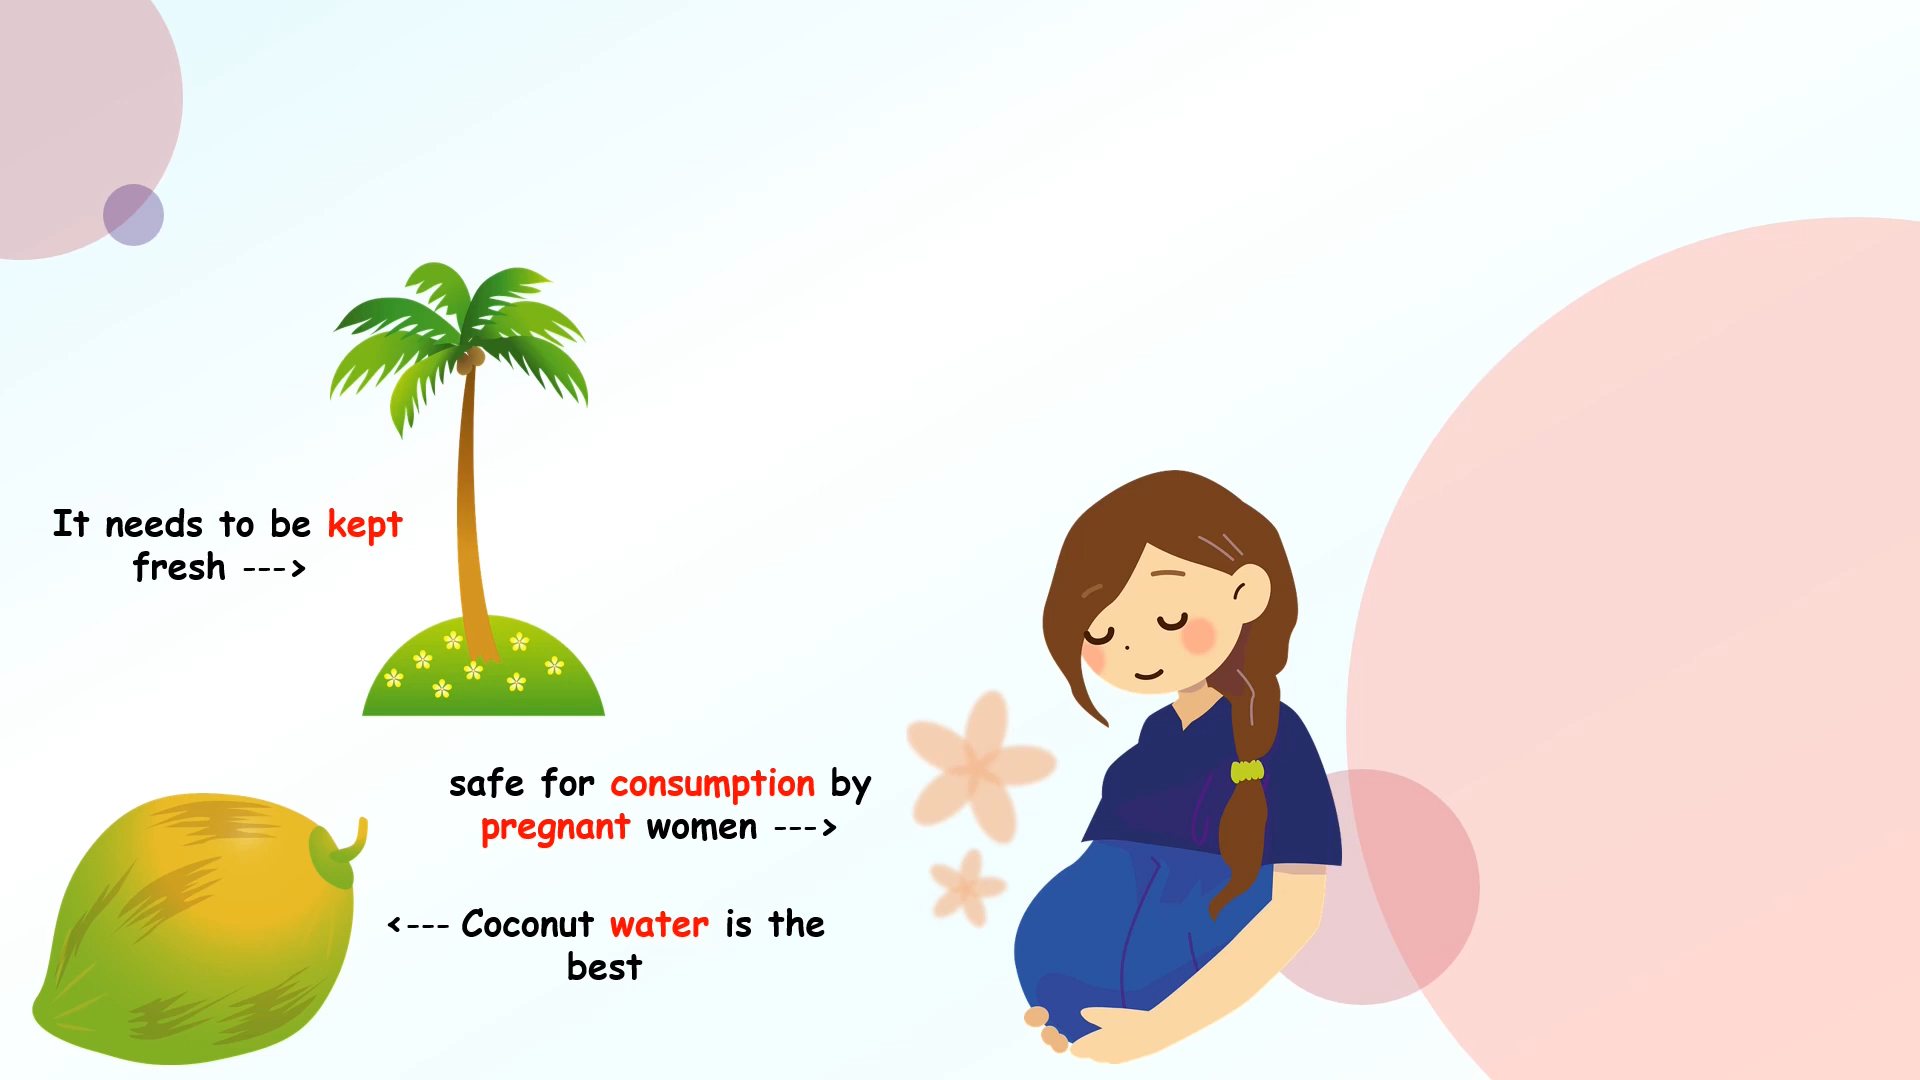 It needs to be kept
fresh --->
safe for consumption by
pregnant women --->
<--- Coconut water is the
best